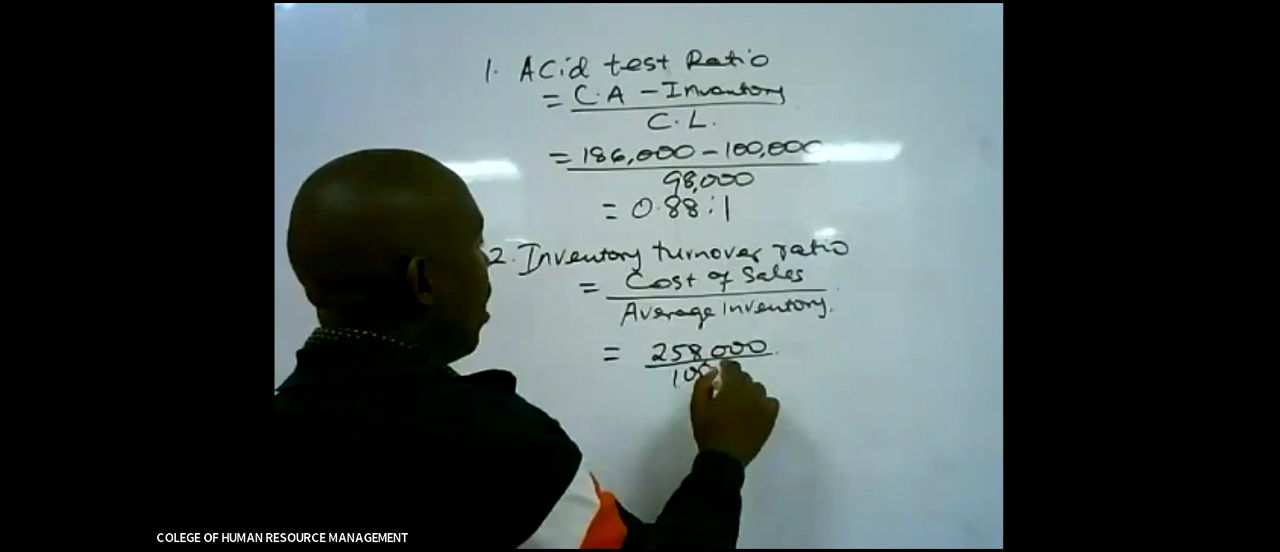 1. Acid test Ratio
= C.A - Inventory
C.L.
= 186,000 - 100,000
98,000
= 0.88:1
2. Inventory turnover ratio
= Cost of Sales
Average inventory.
= 258,000
100
COLEGE OF HUMAN RESOURCE MANAGEMENT